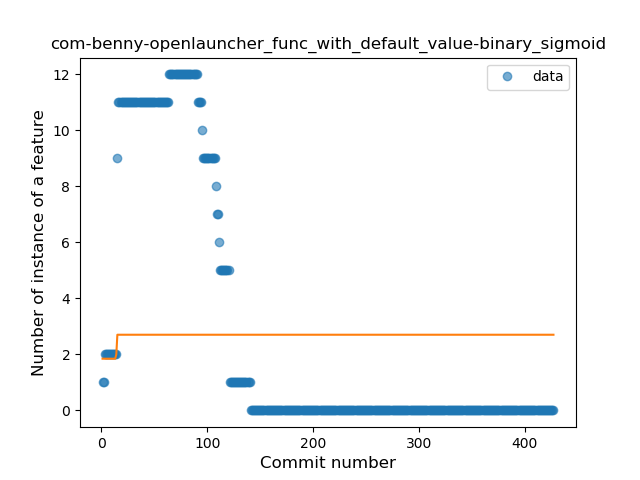 com-benny-openlauncher_func_with_default_value-binary_sigmoid
data
Number of instance of a feature
12
10
8
6
4
2
0
0 100 200 300 400
Commit number